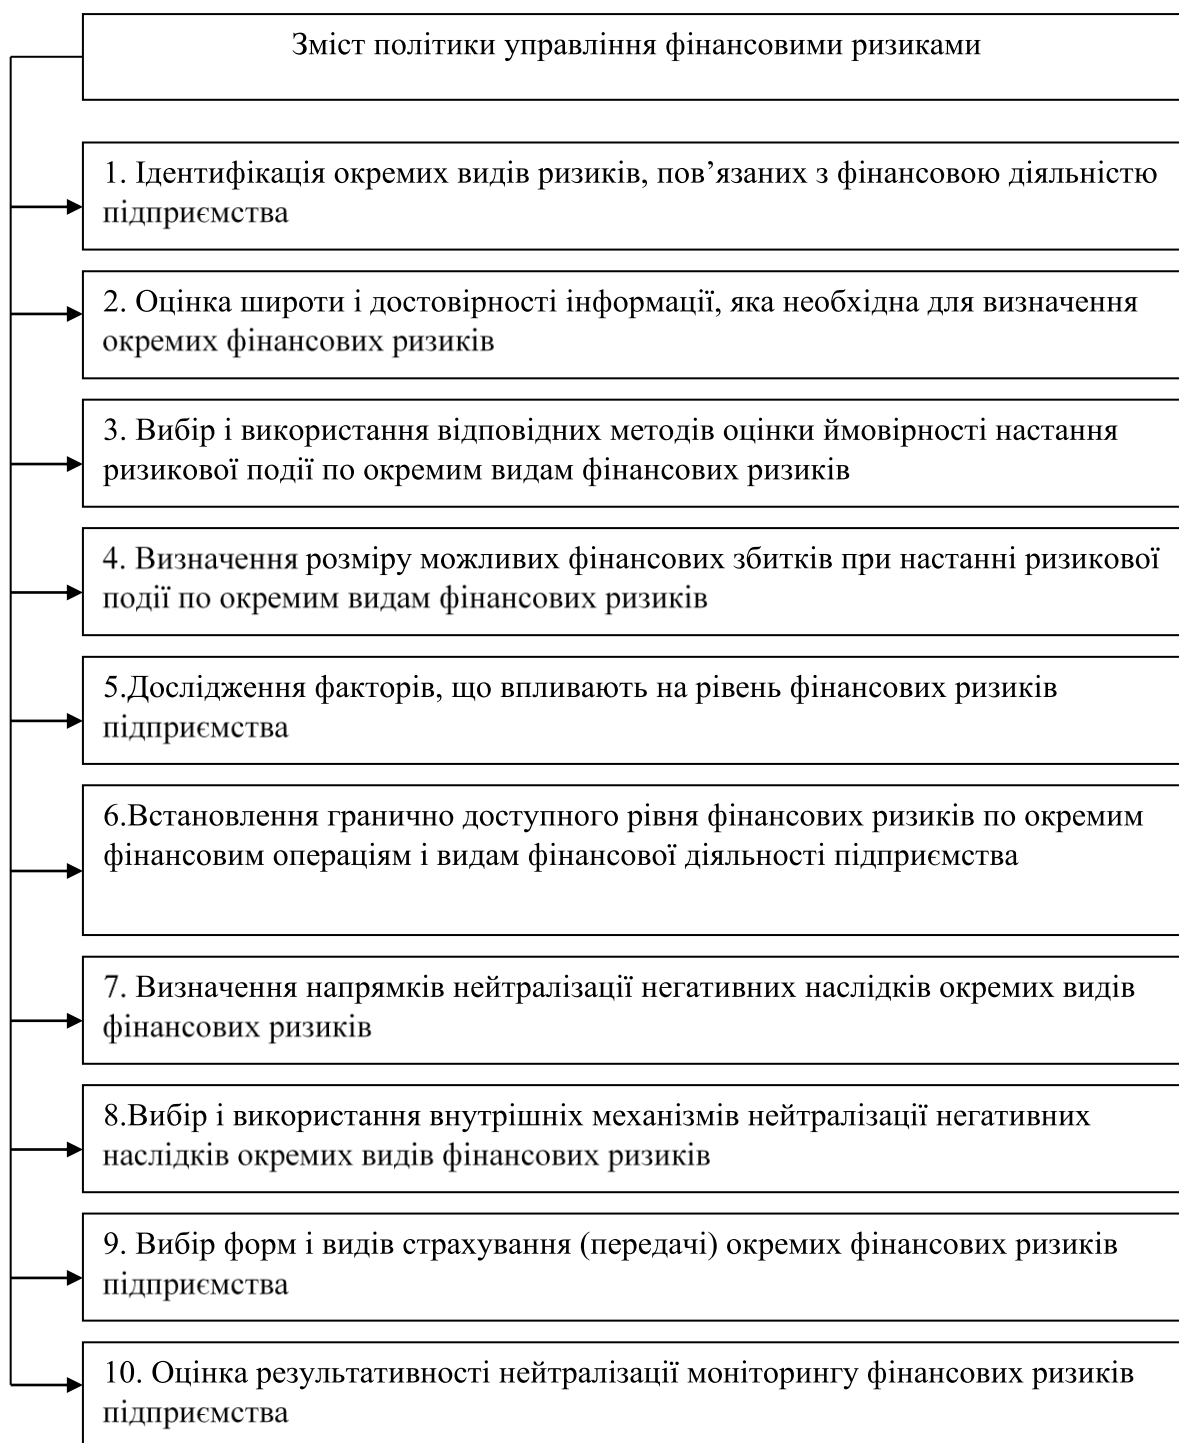 Зміст політики управління фінансовими ризиками
1. Ідентифікація окремих видів ризиків, пов’язаних з фінансовою діяльністю
підприємства
2. Оцінка широти і достовірності інформації, яка необхідна для визначення
окремих фінансових ризиків
3. Вибір і використання відповідних методів оцінки ймовірності настання
ризикової події по окремим видам фінансових ризиків
4. Визначення розміру можливих фінансових збитків при настанні ризикової
події по окремим видам фінансових ризиків
5.Дослідження факторів, що впливають на рівень фінансових ризиків
підприємства
6.Встановлення гранично доступного рівня фінансових ризиків по окремим
фінансовим операціям і видам фінансової діяльності підприємства
7. Визначення напрямків нейтралізації негативних наслідків окремих видів
фінансових ризиків
8.Вибір і використання внутрішніх механізмів нейтралізації негативних
наслідків окремих видів фінансових ризиків
9. Вибір форм і видів страхування (передачі) окремих фінансових ризиків
підприємства
10. Оцінка результативності нейтралізації моніторингу фінансових ризиків
підприємства